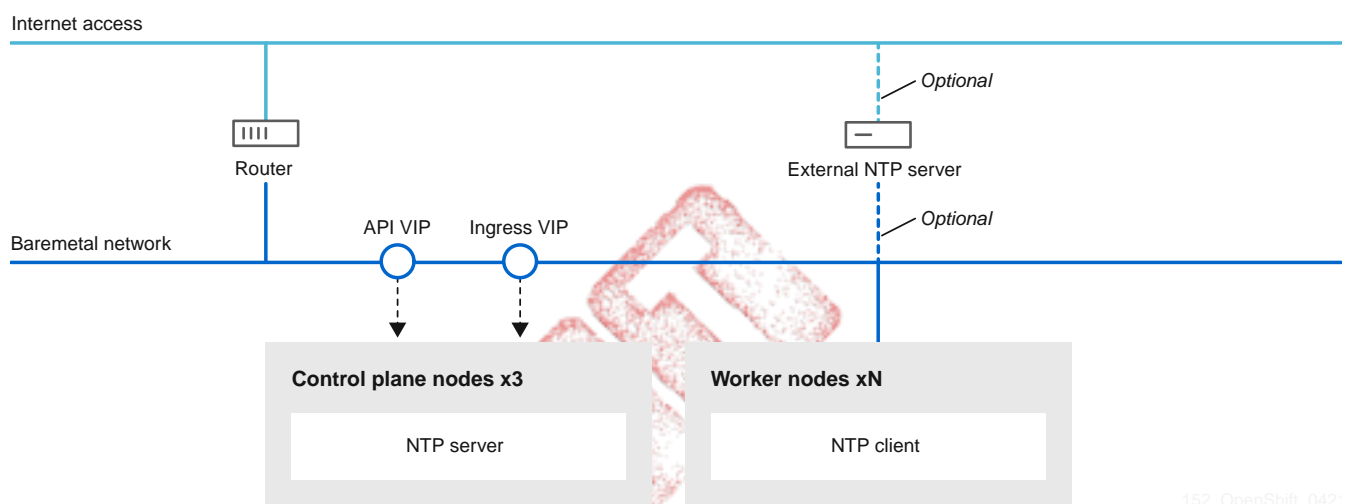 Internet access
Optional
Router
External NTP server
API VIP
Ingress VIP
Optional
Baremetal network
Control plane nodes x3
Worker nodes xN
NTP server
NTP client